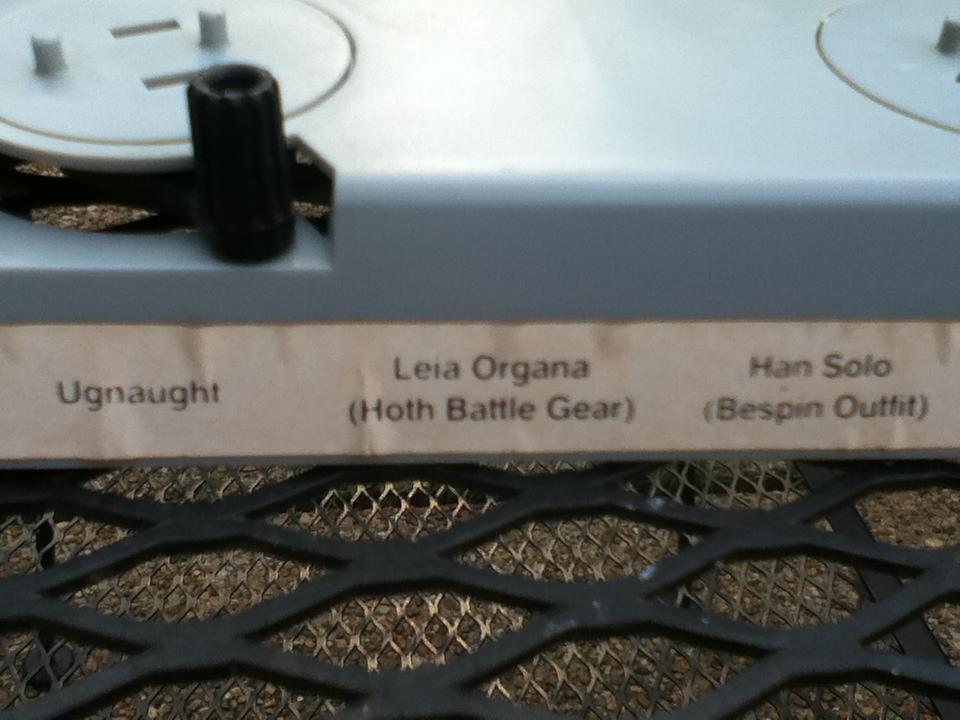 Ugnaught
Leia Organa
(Hoth Battle Gear)
Han Solo
(Bespin Outfit)